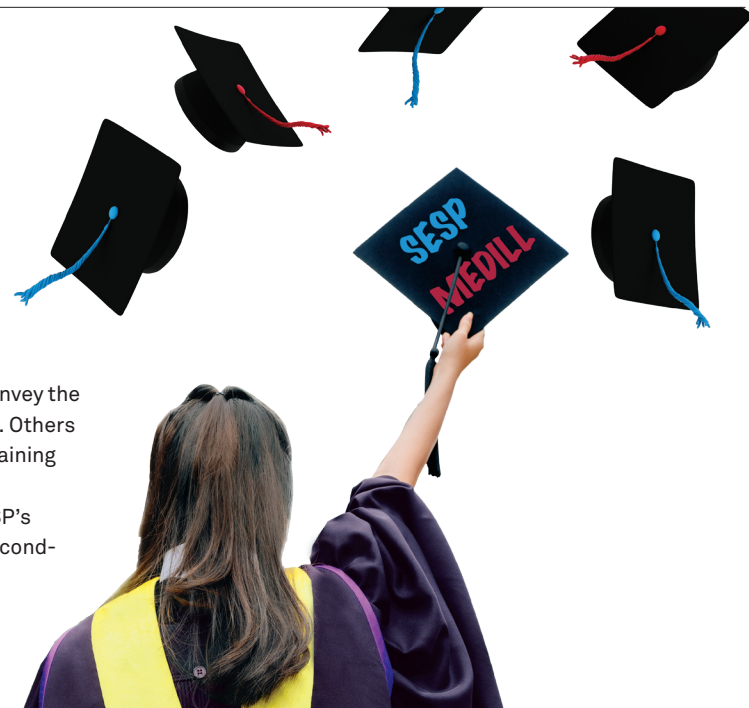 SESP
MEDILL
nvey the
. Others
aining
P's
cond-